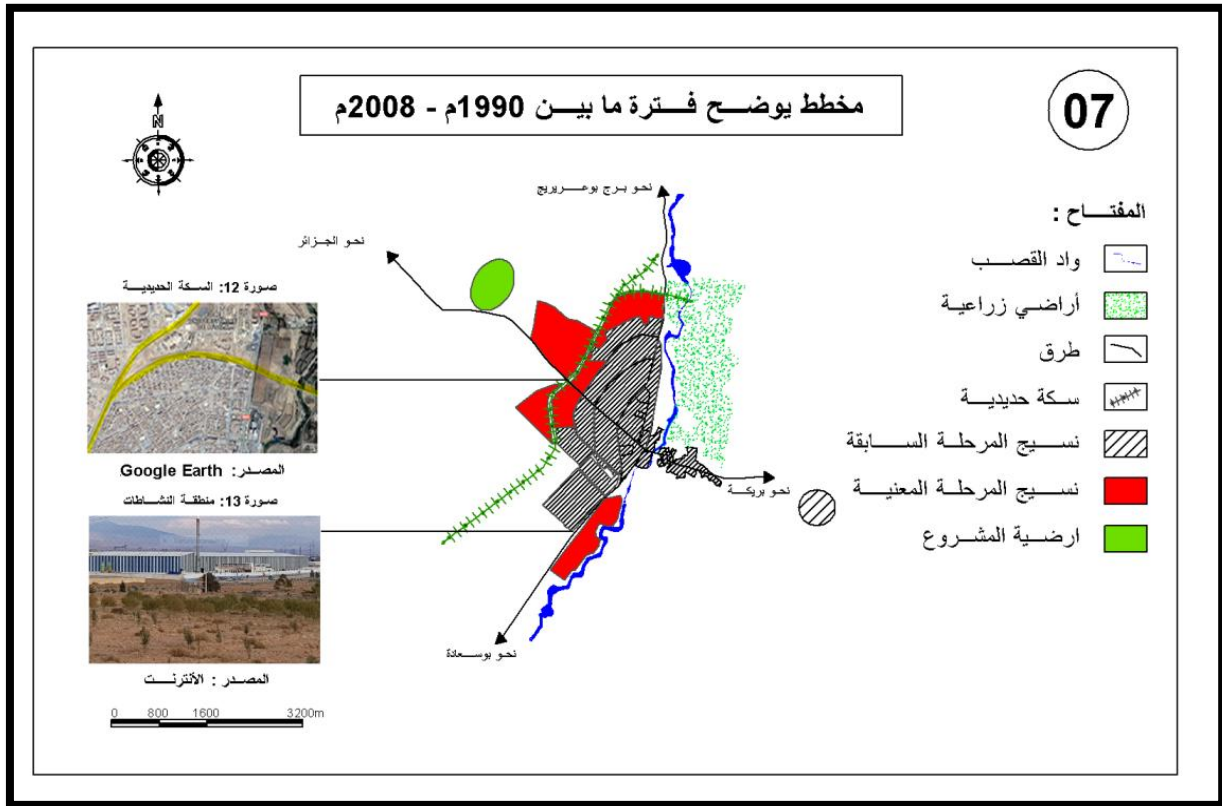 07
مخطط يوضح فترة ما بين 1990م - 2008م
N
نحو برج بوعريريج
نحو الجزائر
نحو بريكة
نحو بوسعادة
المفتاح :
واد القصب
أراضي زراعية
طرق
سكة حديدية
نسيج المرحلة السابقة
نسيج المرحلة المعنية
ارضية المشروع
صورة 12: السكة الحديدية
المصدر: Google Earth
صورة 13: منطقة النشاطات
المصدر : الألنترنت
0 800 1600 3200m